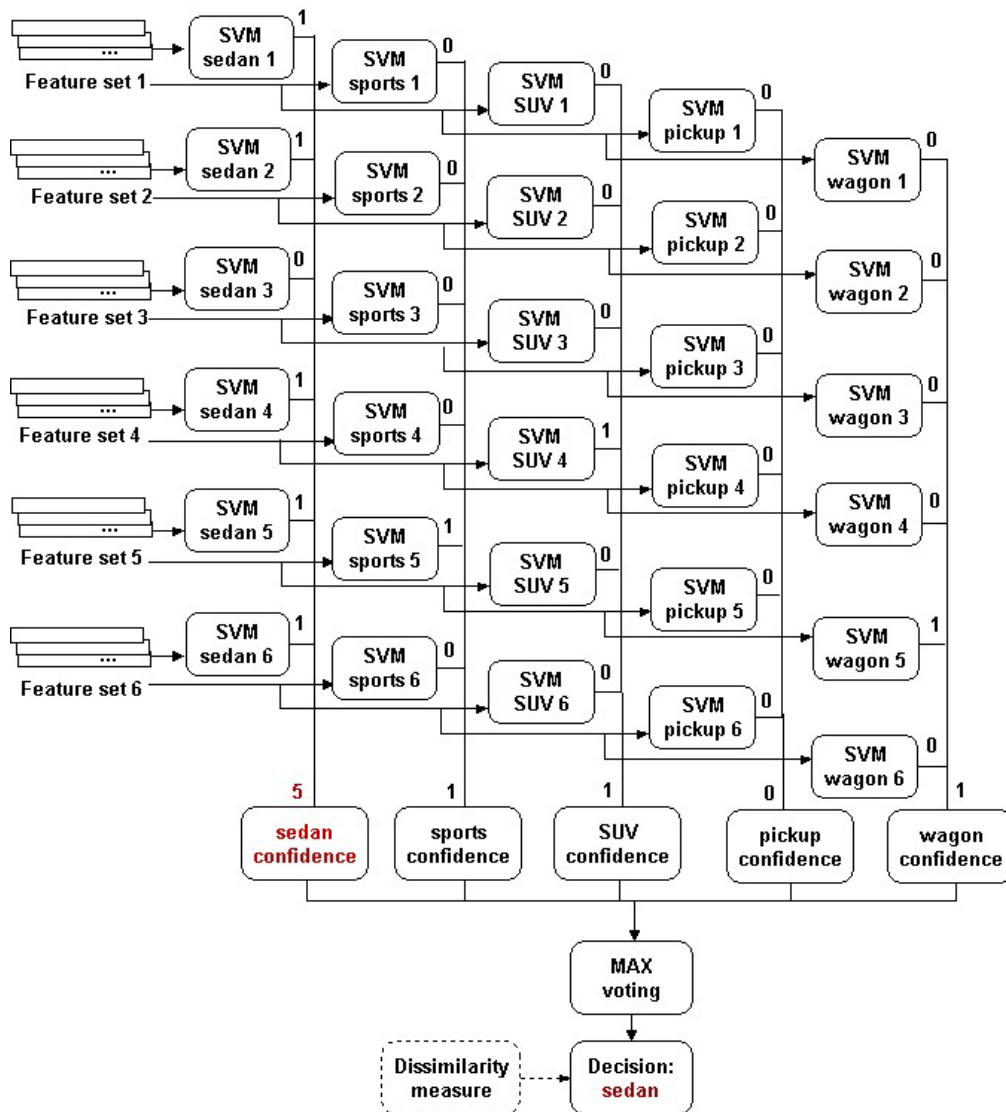 1
SVM
sedan 1
...
Feature set 1
0
SVM
sports 1
0
SVM
SUV 1
0
SVM
pickup 1
0
SVM
wagon 1
1
SVM
sedan 2
...
Feature set 2
0
SVM
sports 2
0
SVM
SUV 2
0
SVM
pickup 2
0
SVM
wagon 2
0
SVM
sedan 3
...
Feature set 3
0
SVM
sports 3
0
SVM
SUV 3
0
SVM
pickup 3
0
SVM
wagon 3
1
SVM
sedan 4
...
Feature set 4
0
SVM
sports 4
1
SVM
SUV 4
0
SVM
pickup 4
0
SVM
wagon 4
1
SVM
sedan 5
...
Feature set 5
1
SVM
sports 5
0
SVM
SUV 5
0
SVM
pickup 5
1
SVM
wagon 5
1
SVM
sedan 6
...
Feature set 6
0
SVM
sports 6
0
SVM
SUV 6
0
SVM
pickup 6
0
SVM
wagon 6
5
sedan
confidence
1
sports
confidence
1
SUV
confidence
0
pickup
confidence
1
wagon
confidence
MAX
voting
Dissimilarity
measure
Decision:
sedan